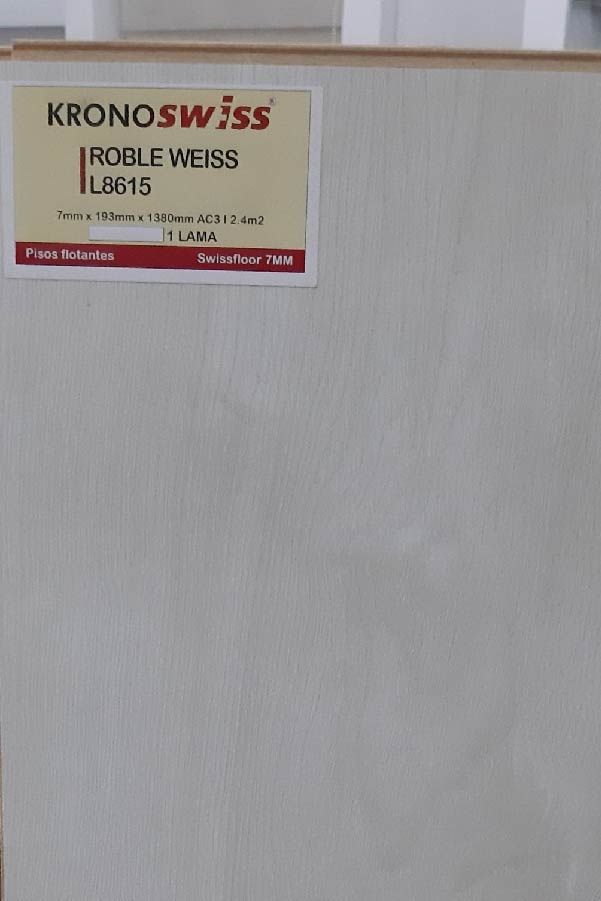 KRONOSWISS®
ROBLE WEISS
L8615
7mm x 193mm x 1380mm AC3 I 2.4m2
1 LAMA
Pisos flotantes Swissfloor 7MM